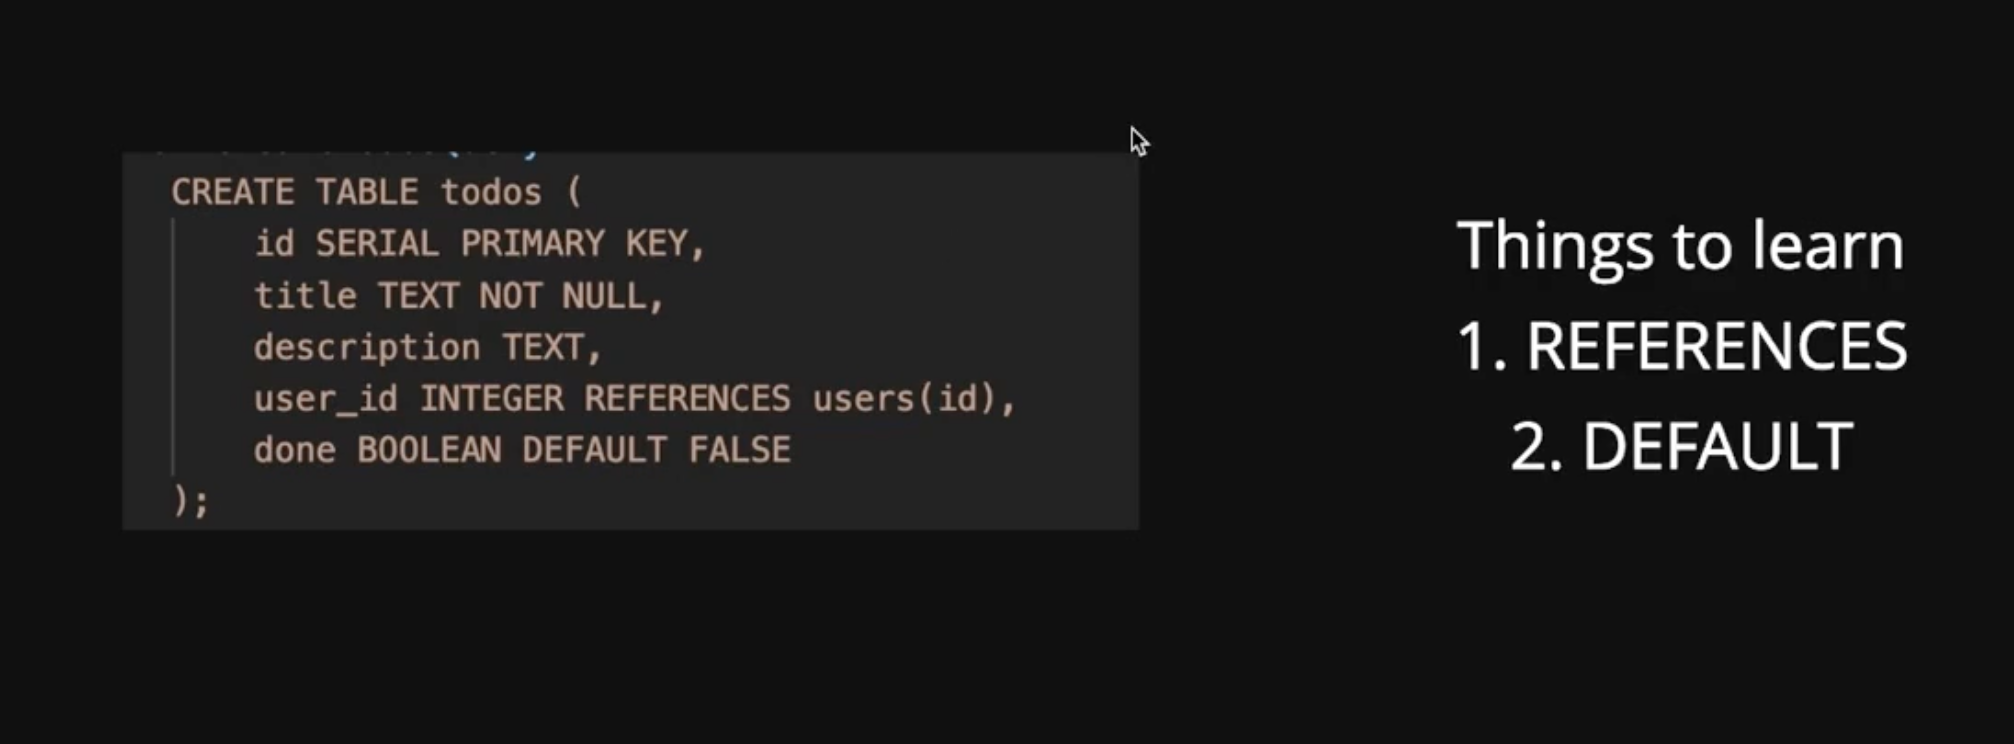 CREATE TABLE todos (
id SERIAL PRIMARY KEY,
title TEXT NOT NULL,
description TEXT,
user_id INTEGER REFERENCES users(id),
done BOOLEAN DEFAULT FALSE
);
Things to learn
1. REFERENCES
2. DEFAULT